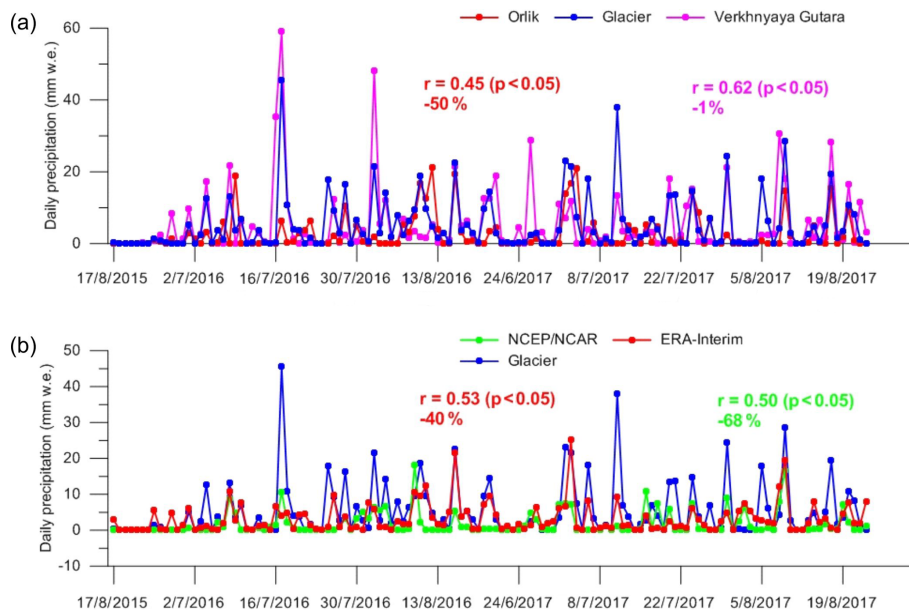 (a)
Orlik Glacier Verkhnyaya Gutara
Daily precipitation (mm w.e.)
60
40
20
0
r = 0.45 (p<0.05)
-50 %
r = 0.62 (p<0.05)
-1%
17/8/2015 2/7/2016 16/7/2016 30/7/2016 13/8/2016 24/6/2017 8/7/2017 22/7/2017 5/8/2017 19/8/2017
(b)
NCEP/NCAR ERA-Interim
Glacier
Daily precipitation (mm w.e.)
50
40
30
20
10
0
-10
r = 0.53 (p<0.05)
-40 %
r = 0.50 (p<0.05)
-68 %
17/8/2015 2/7/2016 16/7/2016 30/7/2016 13/8/2016 24/6/2017 8/7/2017 22/7/2017 5/8/2017 19/8/2017